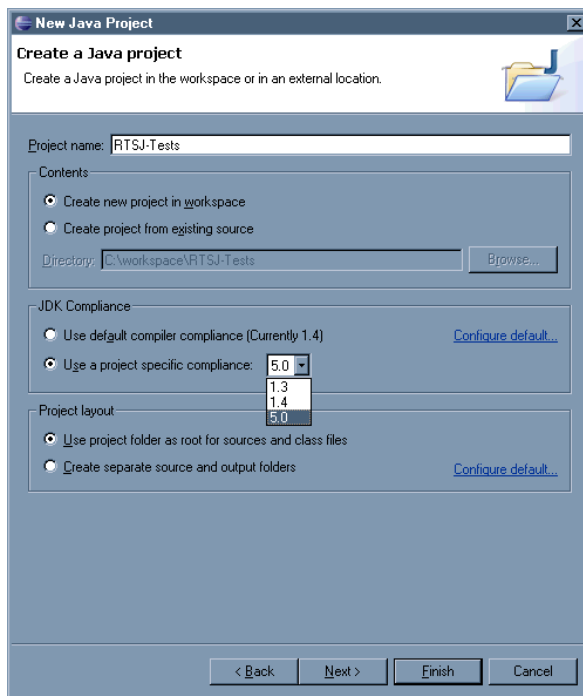 New Java Project
Create a Java project
Create a Java project in the workspace or in an external location.
Project name: RTSJ-Tests
Contents
Create new project in workspace
Create project from existing source
Directory: C:\workspace\RTSJ-Tests Browse...
JDK Compliance
Use default compiler compliance (Currently 1.4) Configure default...
Use a project specific compliance: 5.0
1.3
1.4
5.0
Project layout
Use project folder as root for sources and class files
Create separate source and output folders Configure default...
< Back Next > Finish Cancel